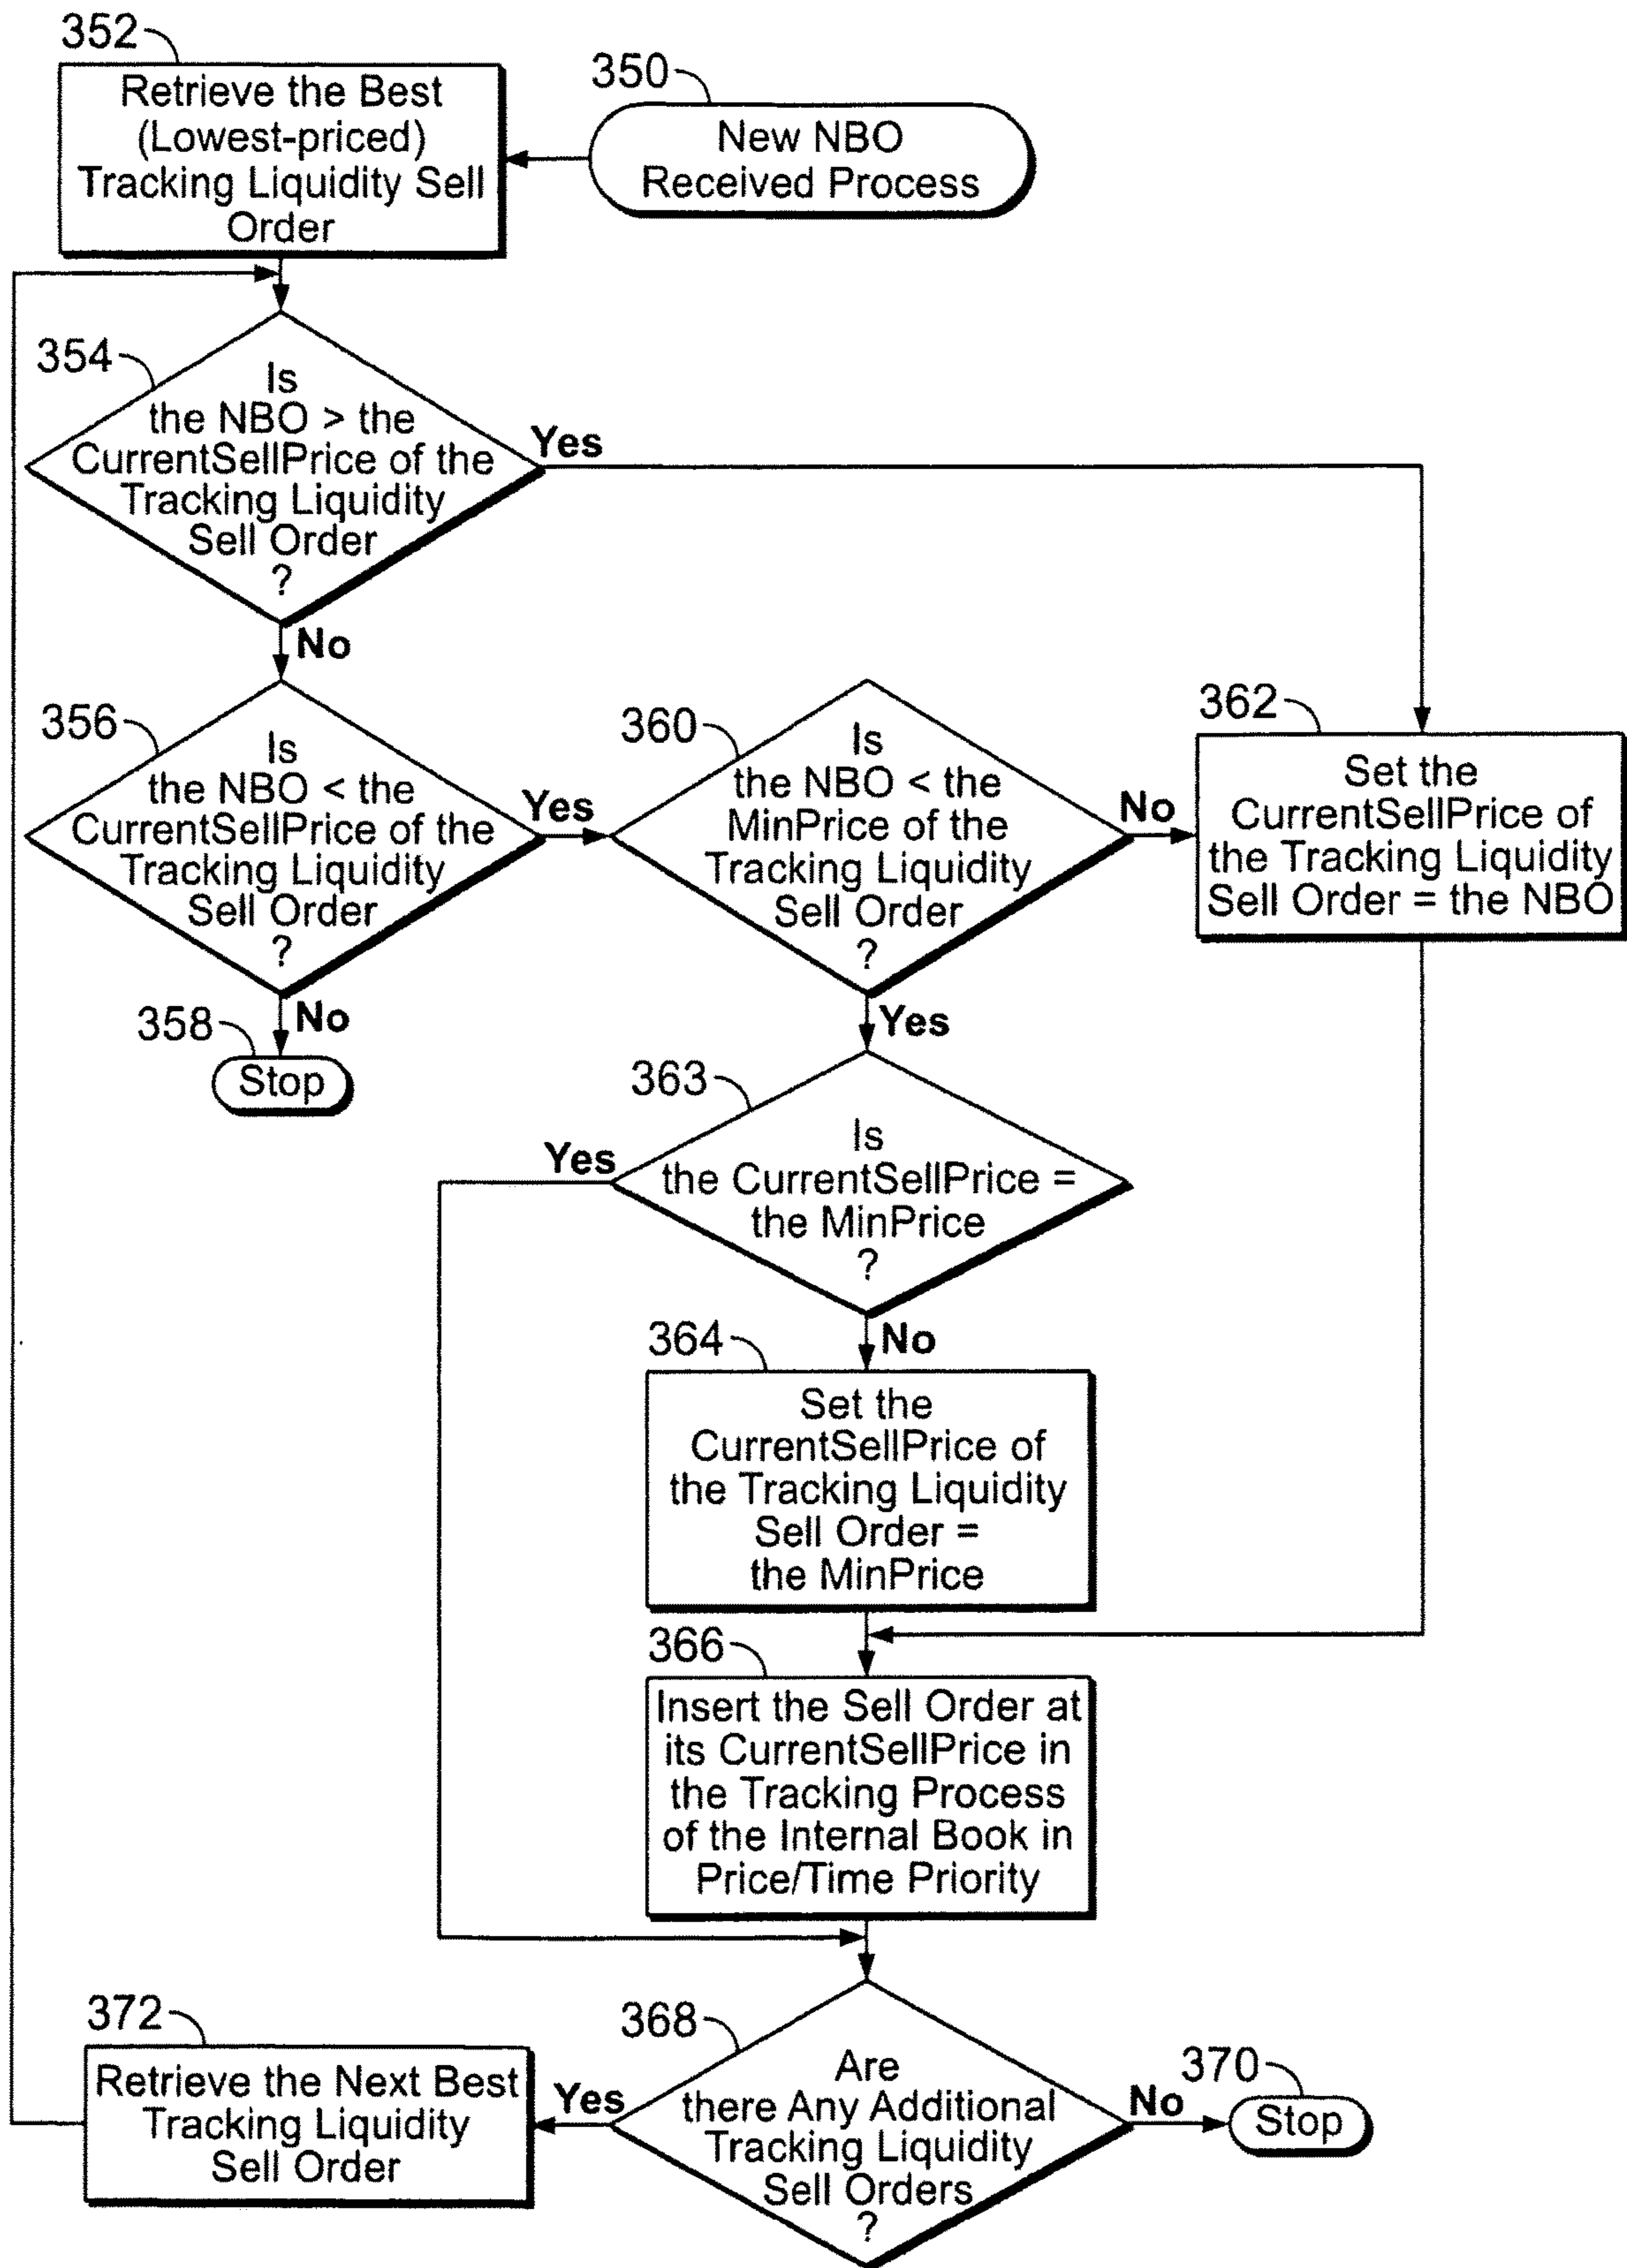 352
Retrieve the Best
(Lowest-priced)
Tracking Liquidity Sell
Order
350
New NBO
Received Process
354
Is
the NBO > the
CurrentSellPrice of the
Tracking Liquidity
Sell Order
?
Yes
No
356
Is
the NBO < the
CurrentSellPrice of the
Tracking Liquidity
Sell Order
?
Yes
No
358
Stop
360
Is
the NBO < the
MinPrice of the
Tracking Liquidity
Sell Order
?
No
Yes
362
Set the
CurrentSellPrice of
the Tracking Liquidity
Sell Order = the NBO
363
Is
the CurrentSellPrice =
the MinPrice
?
Yes
No
364
Set the
CurrentSellPrice of
the Tracking Liquidity
Sell Order =
the MinPrice
366
Insert the Sell Order at
its CurrentSellPrice in
the Tracking Process
of the Internal Book in
Price/Time Priority
368
Are
there Any Additional
Tracking Liquidity
Sell Orders
?
Yes
No
370
Stop
372
Retrieve the Next Best
Tracking Liquidity
Sell Order